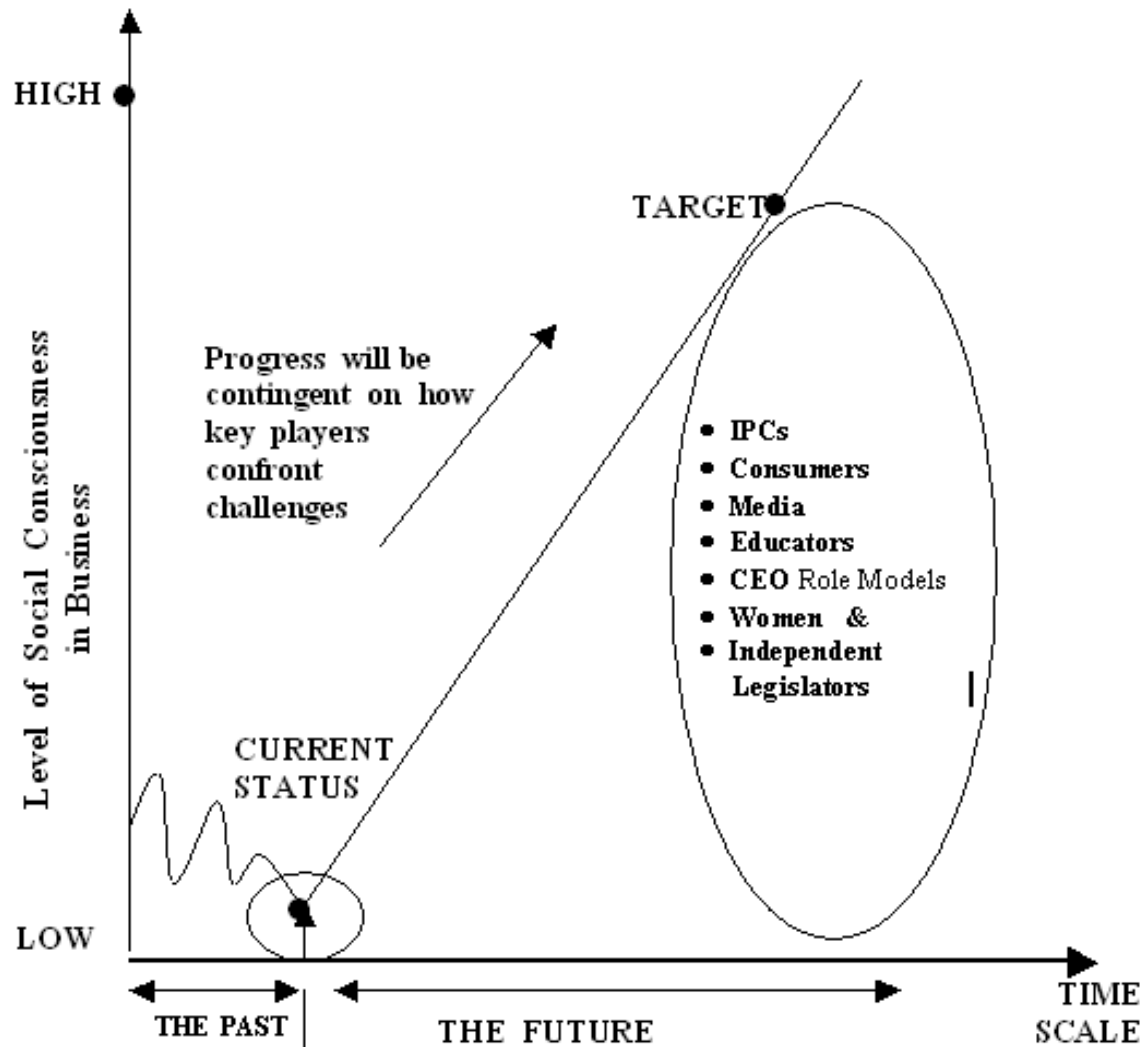 HIGH
TARGET
Progress will be
contingent on how
key players
confront
challenges
• IPCs
• Consumers
• Media
• Educators
• CEO Role Models
• Women &
• Independent
Legislators
Level of Social Consciousness
in Business
CURRENT
STATUS
LOW
THE PAST
THE FUTURE
TIME
SCALE